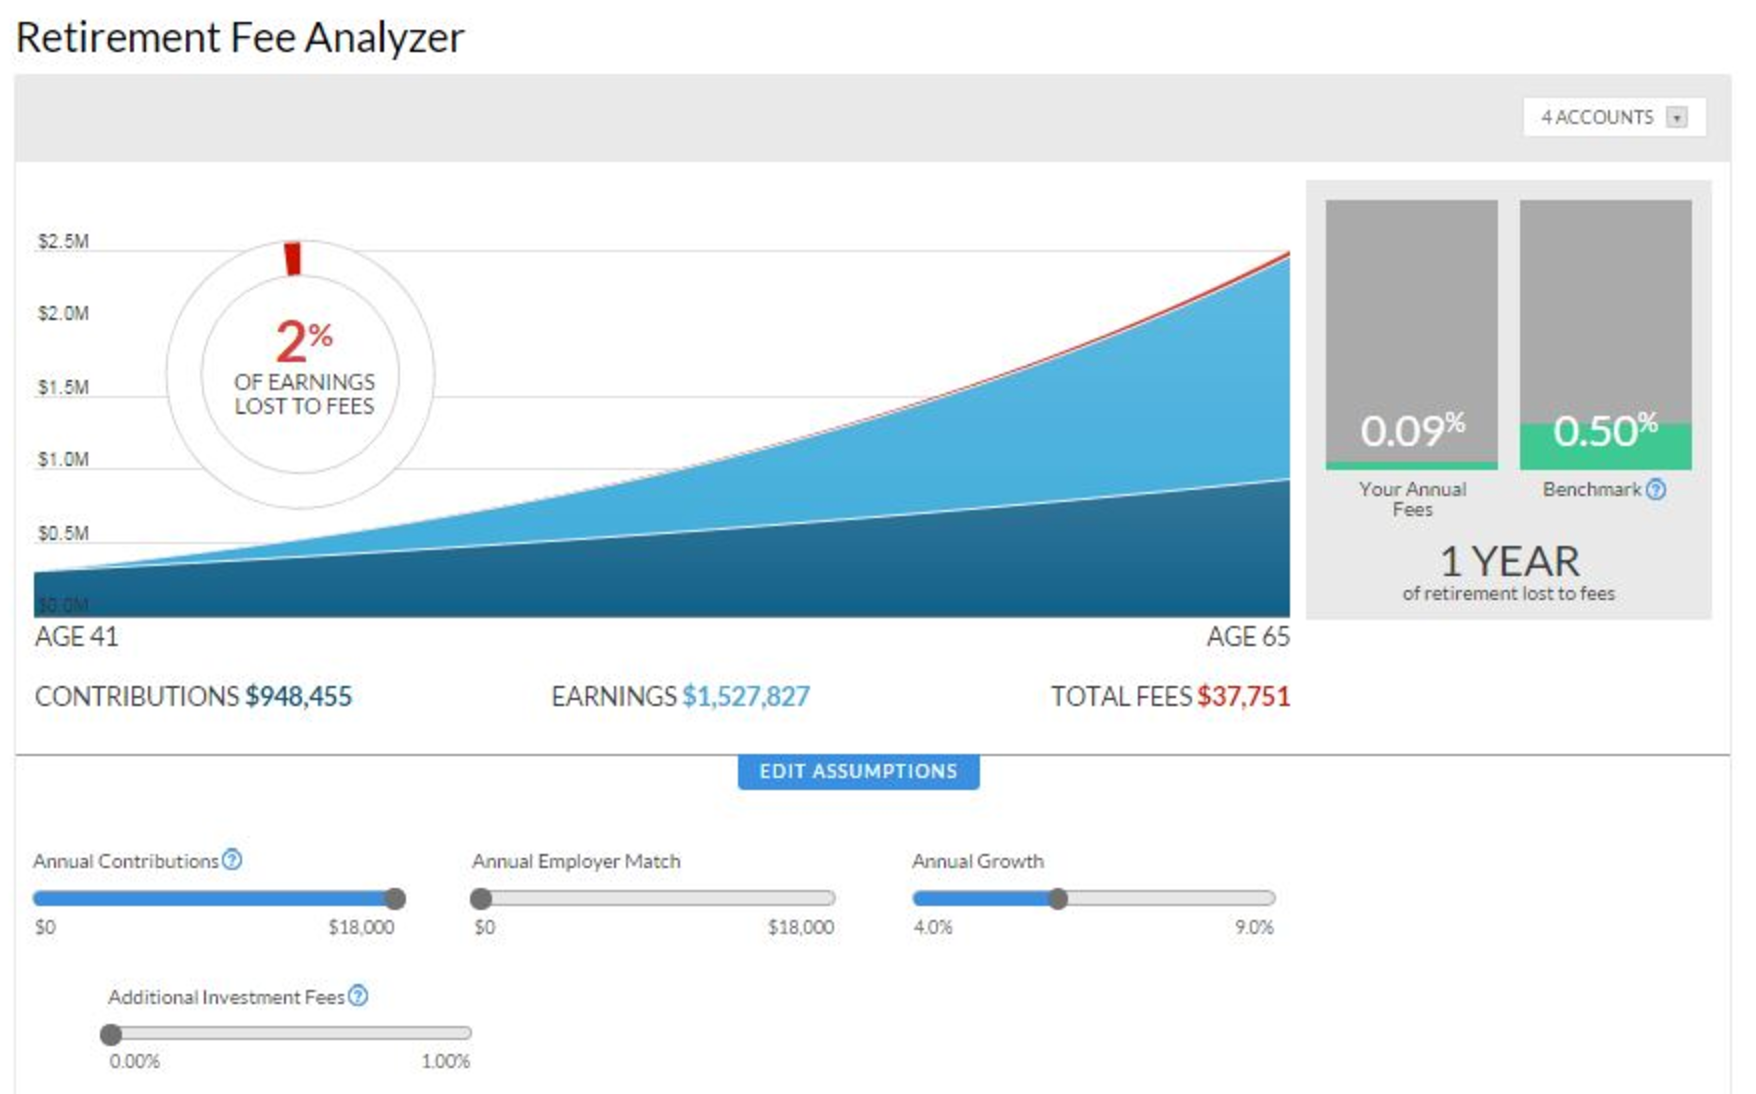 Retirement Fee Analyzer
4 ACCOUNTS
$2.5M
$2.0M
$1.5M
$1.0M
$0.5M
$0.0M
2%
OF EARNINGS
LOST TO FEES
AGE 41
AGE 65
0.09%
0.50%
Your Annual
Fees
Benchmark ?
1 YEAR
of retirement lost to fees
CONTRIBUTIONS $948,455
EARNINGS $1,527,827
TOTAL FEES $37,751
EDIT ASSUMPTIONS
Annual Contributions ?
$0
$18,000
Annual Employer Match
$0
$18,000
Annual Growth
4.0%
9.0%
Additional Investment Fees ?
0.00%
1.00%